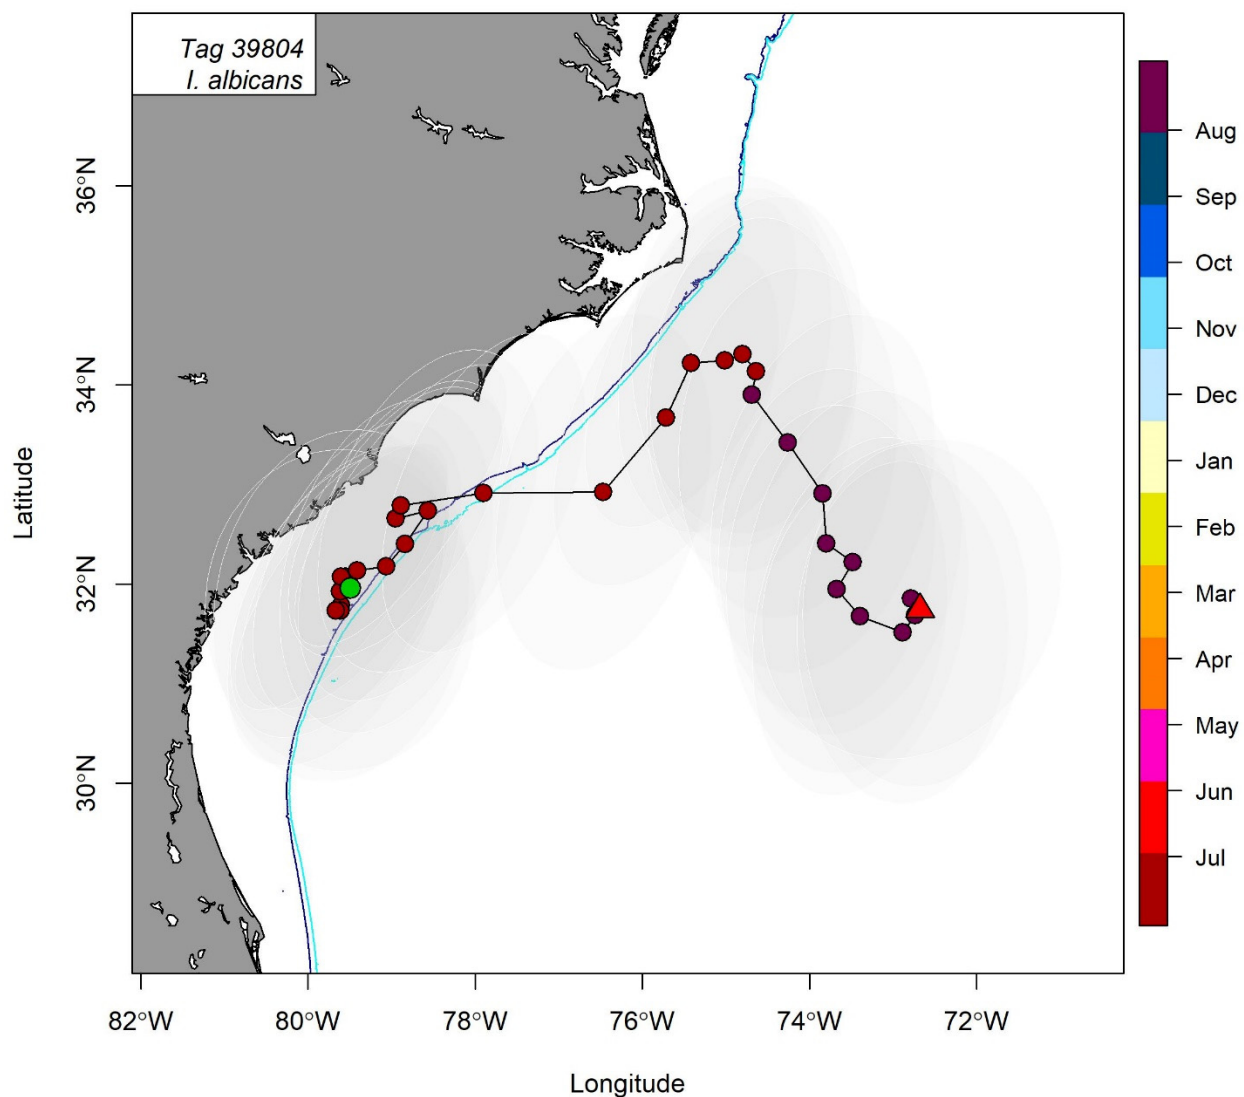 Tag 39804
I. albicans
36°N
34°N
32°N
30°N
Latitude
82°W
80°W
78°W
76°W
74°W
72°W
Longitude
Aug
Sep
Oct
Nov
Dec
Jan
Feb
Mar
Apr
May
Jun
Jul